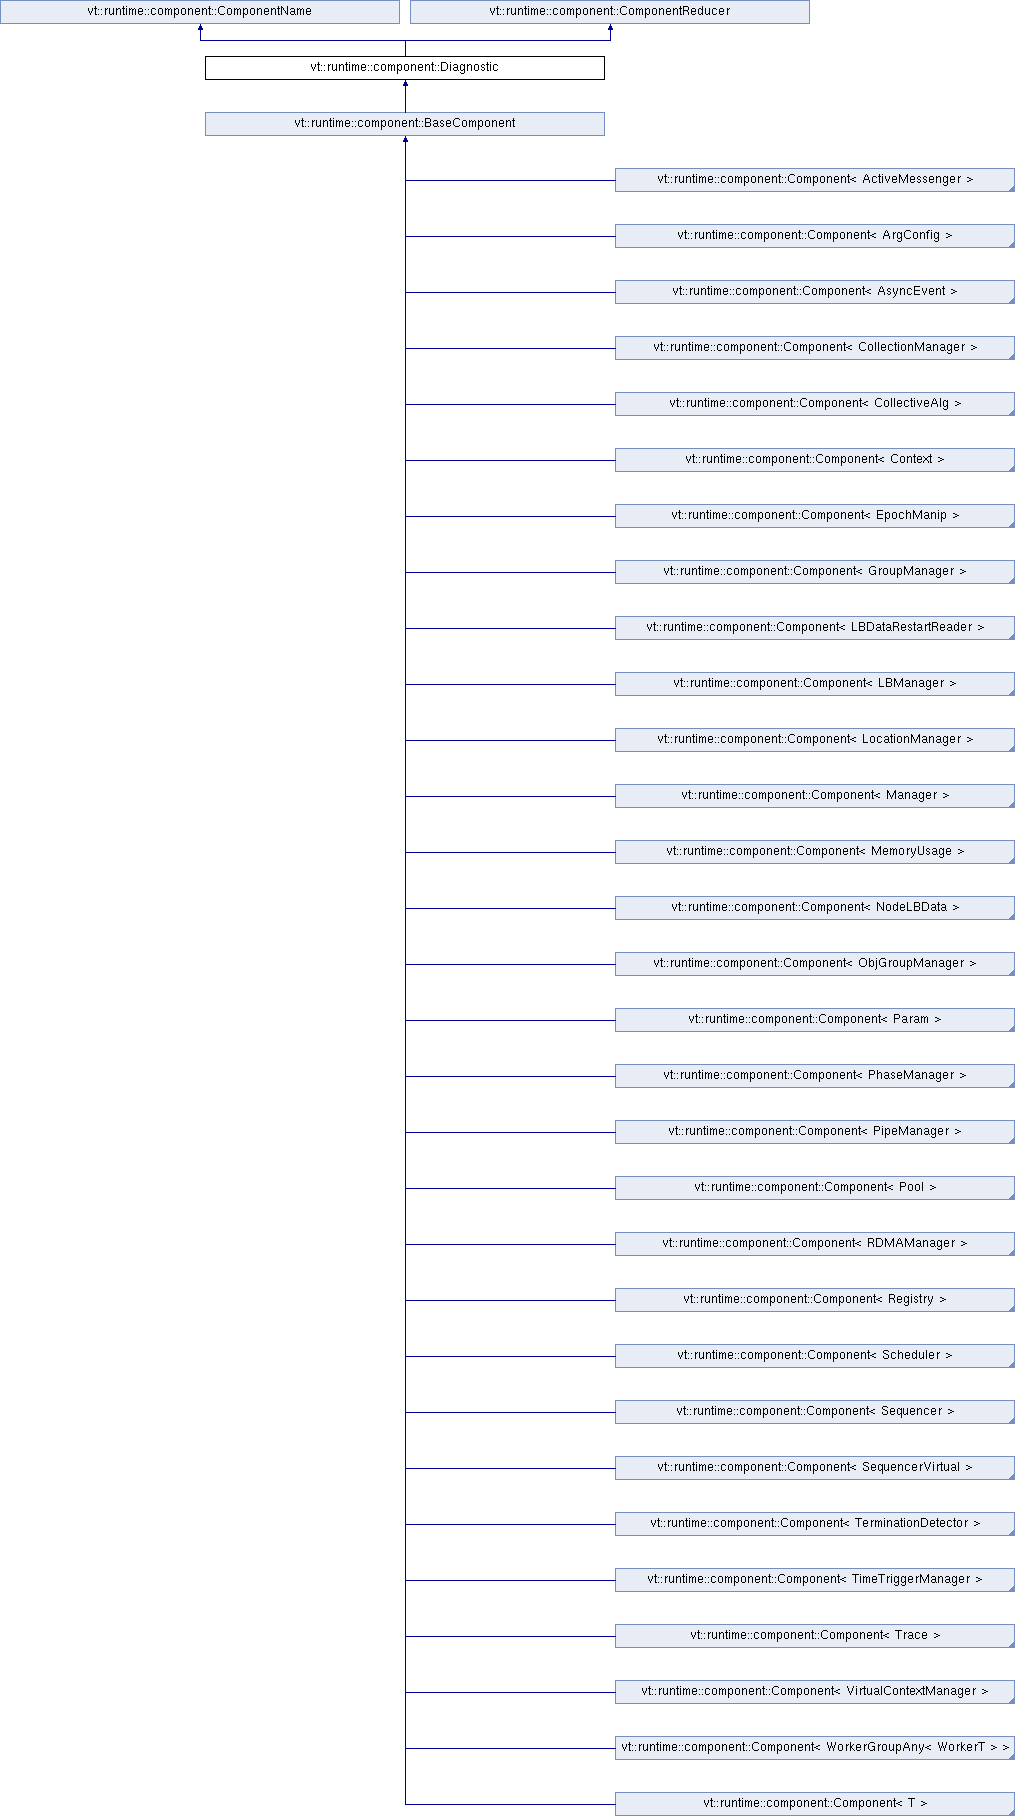 vt::runtime::component::ComponentName
vt::runtime::component::ComponentReducer
vt::runtime::component::Diagnostic
vt::runtime::component::BaseComponent
vt::runtime::component::Component< ActiveMessenger >
vt::runtime::component::Component< ArgConfig >
vt::runtime::component::Component< AsyncEvent >
vt::runtime::component::Component< CollectionManager >
vt::runtime::component::Component< CollectiveAlg >
vt::runtime::component::Component< Context >
vt::runtime::component::Component< EpochManip >
vt::runtime::component::Component< GroupManager >
vt::runtime::component::Component< LBDataRestartReader >
vt::runtime::component::Component< LBManager >
vt::runtime::component::Component< LocationManager >
vt::runtime::component::Component< Manager >
vt::runtime::component::Component< MemoryUsage >
vt::runtime::component::Component< NodeLBData >
vt::runtime::component::Component< ObjGroupManager >
vt::runtime::component::Component< Param >
vt::runtime::component::Component< PhaseManager >
vt::runtime::component::Component< PipeManager >
vt::runtime::component::Component< Pool >
vt::runtime::component::Component< RDMAManager >
vt::runtime::component::Component< Registry >
vt::runtime::component::Component< Scheduler >
vt::runtime::component::Component< Sequencer >
vt::runtime::component::Component< SequencerVirtual >
vt::runtime::component::Component< TerminationDetector >
vt::runtime::component::Component< TimeTriggerManager >
vt::runtime::component::Component< Trace >
vt::runtime::component::Component< VirtualContextManager >
vt::runtime::component::Component< WorkerGroupAny< WorkerT > >
vt::runtime::component::Component< T >